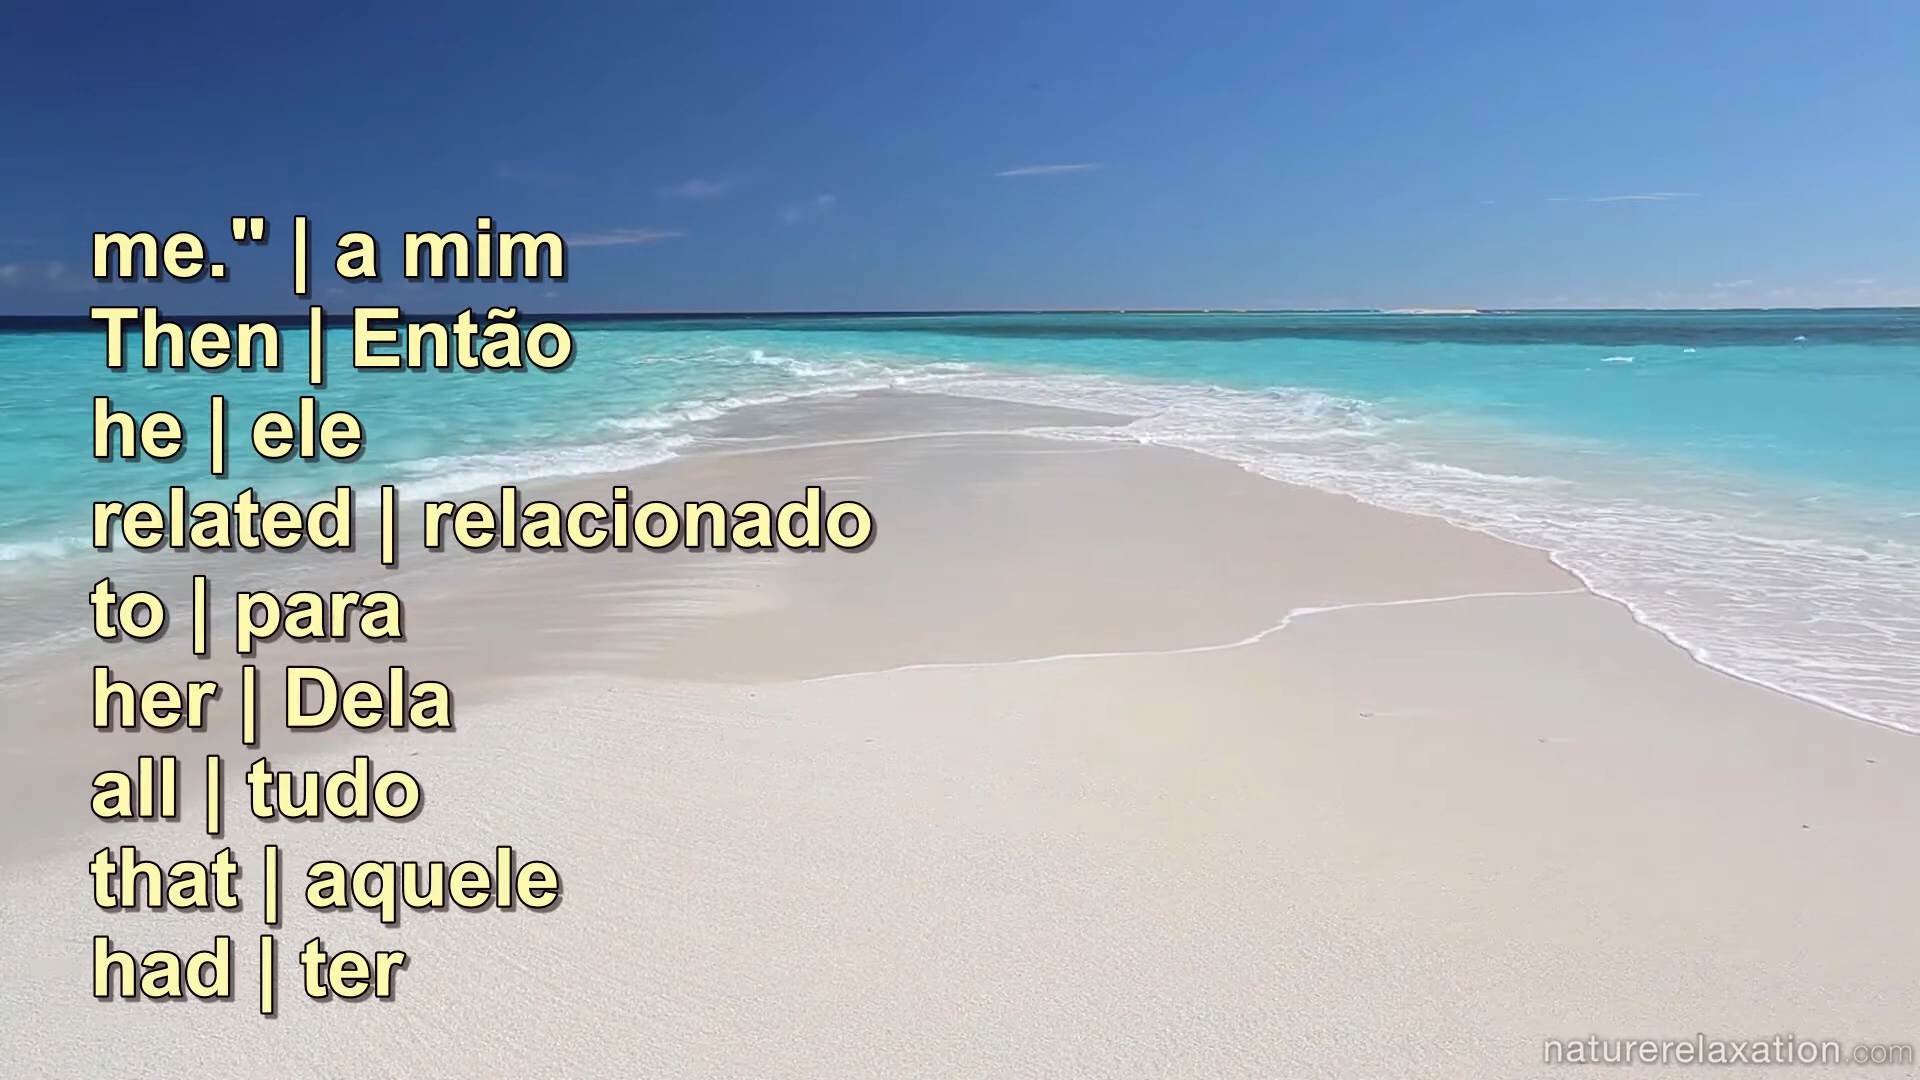 me." | a mim
Then | Então
he | ele
related | relacionado
to | para
her | Dela
all | tudo
that | aquele
had | ter
naturerelaxation.com